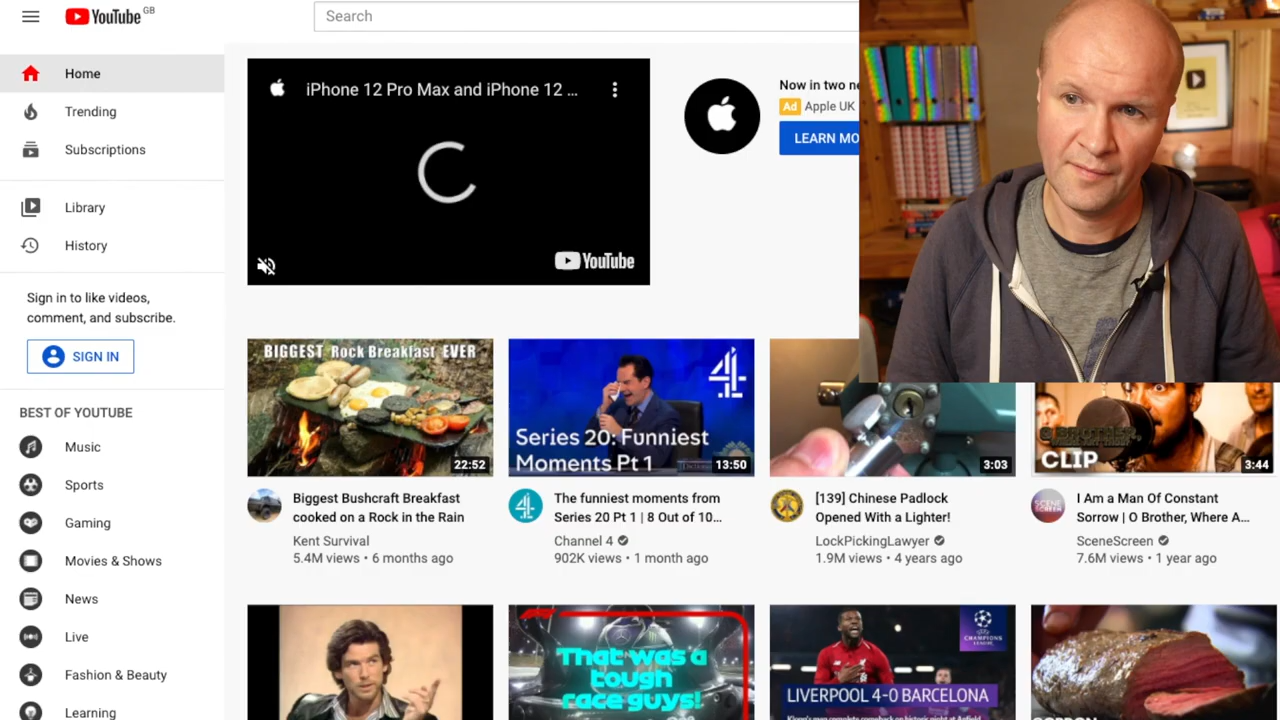 YouTube GB
Search
Home
Trending
Subscriptions
Library
History
Sign in to like videos,
comment, and subscribe.
SIGN IN
BEST OF YOUTUBE
Music
Sports
Gaming
Movies & Shows
News
Live
Fashion & Beauty
Learning
iPhone 12 Pro Max and iPhone 12 ...
YouTube
Now in two ne
Ad Apple UK
LEARN MO
BIGGEST Rock Breakfast EVER
22:52
Biggest Bushcraft Breakfast
cooked on a Rock in the Rain
Kent Survival
5.4M views • 6 months ago
4
Series 20: Funniest
Moments Pt 1
13:50
4
The funniest moments from
Series 20 Pt 1 | 8 Out of 10...
Channel 4
902K views • 1 month ago
3:03
[139] Chinese Padlock
Opened With a Lighter!
LockPickingLawyer
1.9M views • 4 years ago
O BROTHER,
CLIP
3:44
SCENE
SCREEN
I Am a Man Of Constant
Sorrow | O Brother, Where A...
SceneScreen
7.6M views • 1 year ago
That was a
tough
race guys!
CHAMPIONS
LEAGUE
LIVERPOOL 4-0 BARCELONA
GORDON